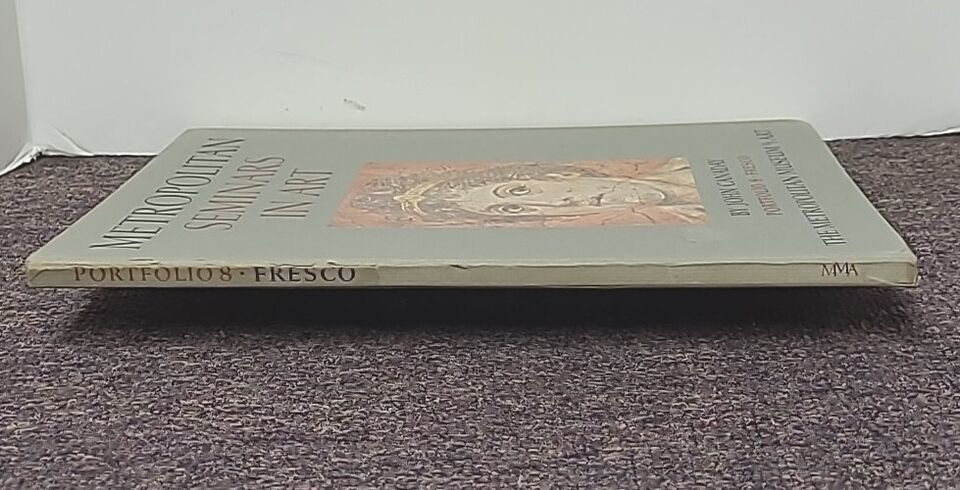 METROPOLITAN
SEMINARS
IN ART
BY JOHN CANADAY
PORTFOLIO 8 · FRESCO
THE METROPOLITAN MUSEUM of ART
PORTFOLIO 8 · FRESCO
MMA